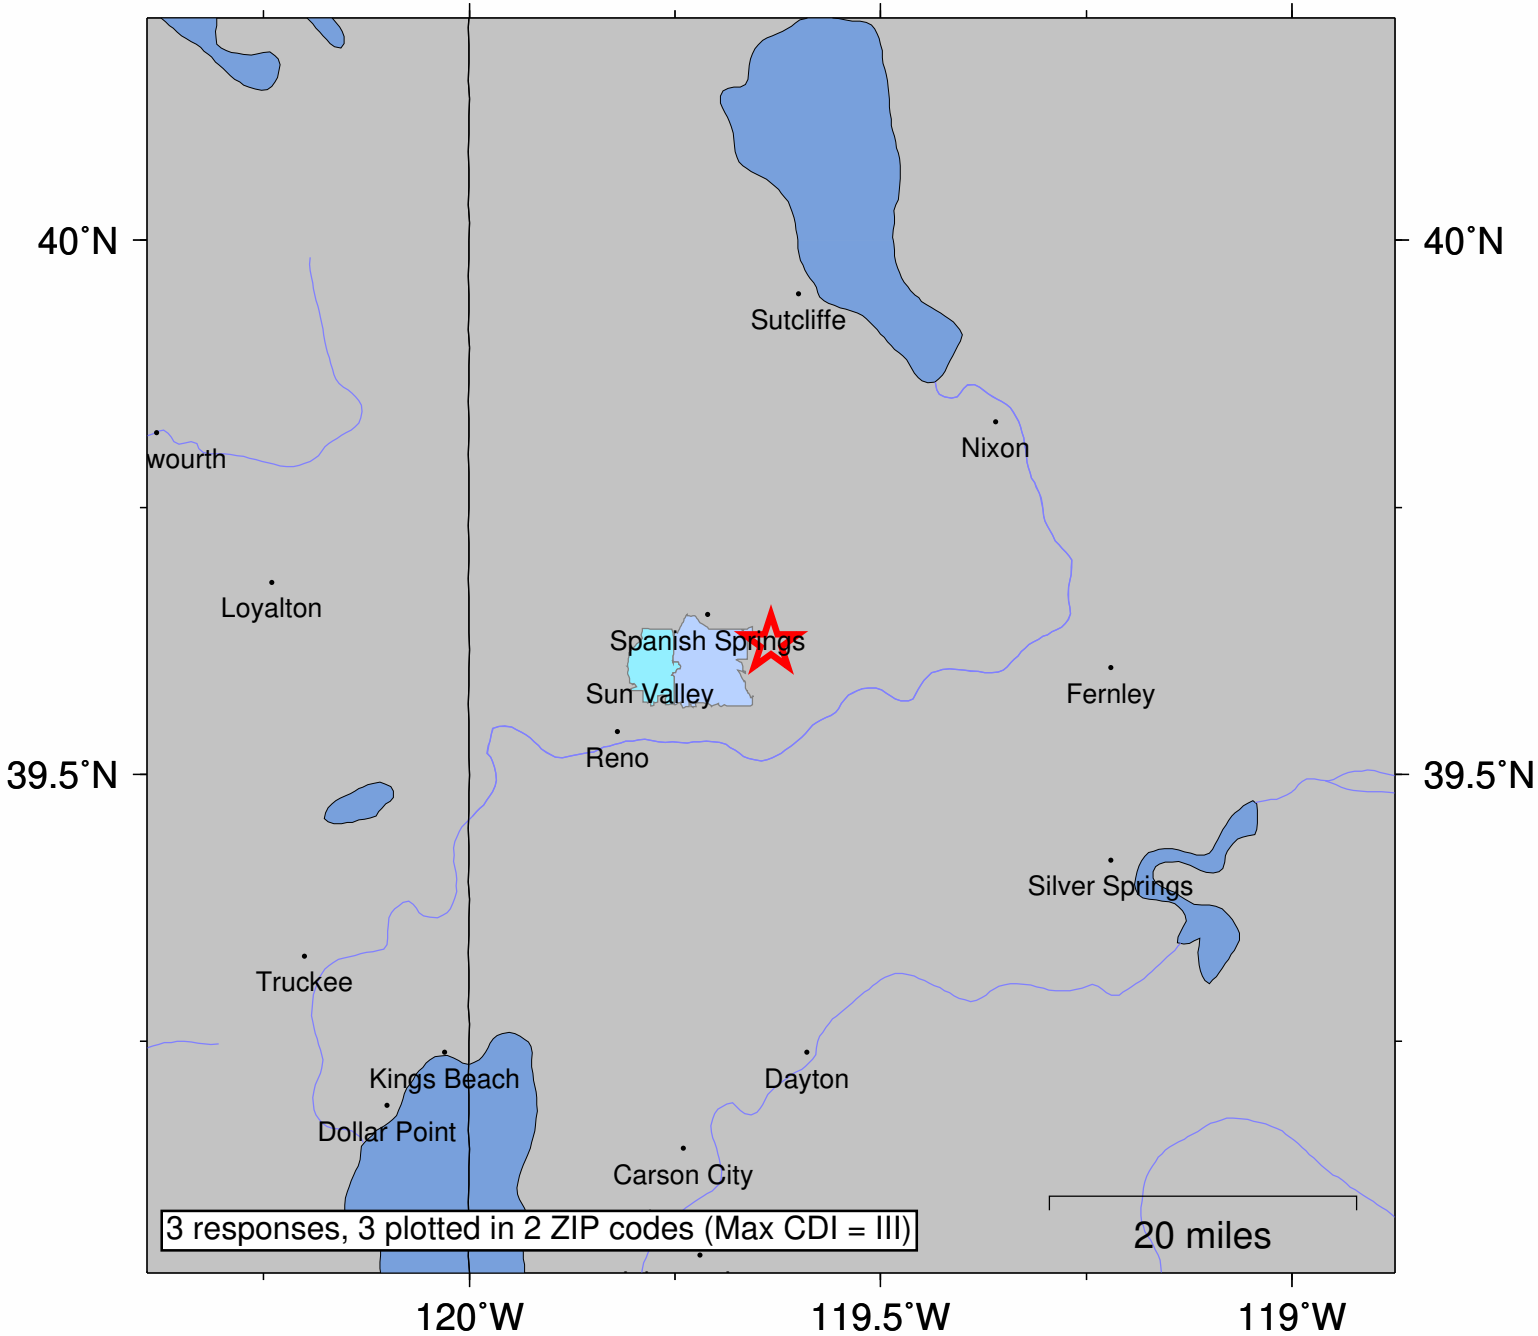 40˚N
40˚N
Sutcliffe
Nixon
wourth
Loyalton
Spanish Springs
Sun Valley
Fernley
Reno
39.5˚N
39.5˚N
Silver Springs
Truckee
Kings Beach
Dayton
Dollar Point
Carson City
3 responses, 3 plotted in 2 ZIP codes (Max CDI = III)
20 miles
120˚W
119.5˚W
119˚W